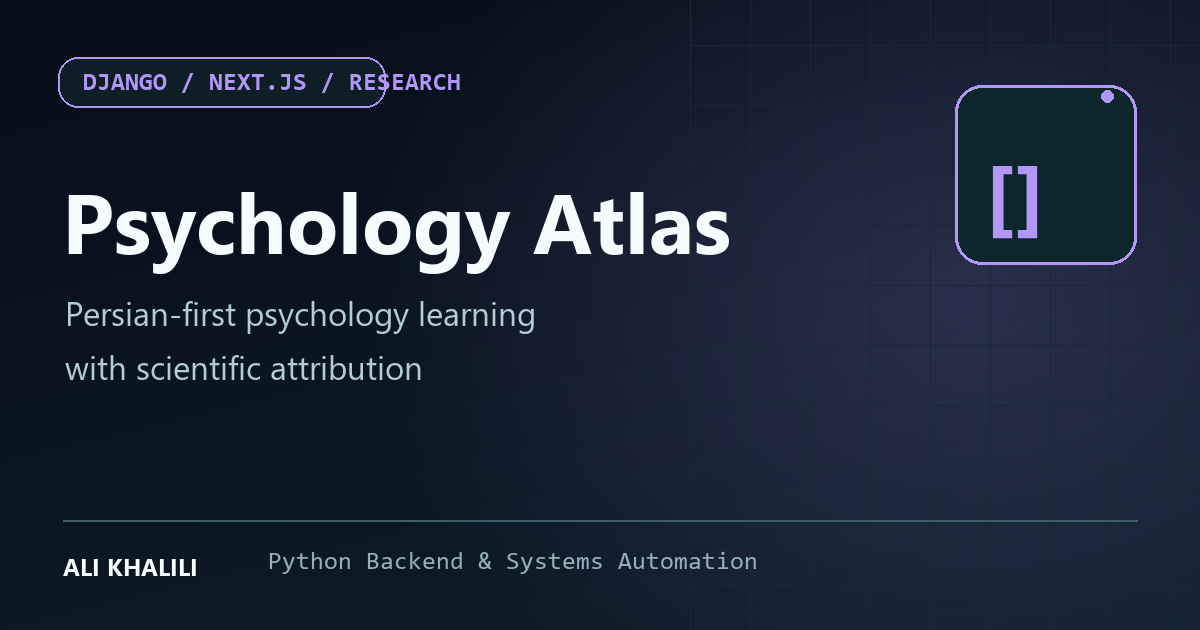 DJANGO / NEXT.JS / RESEARCH
[]
Psychology Atlas
Persian-first psychology learning
with scientific attribution
ALI KHALILI
Python Backend & Systems Automation